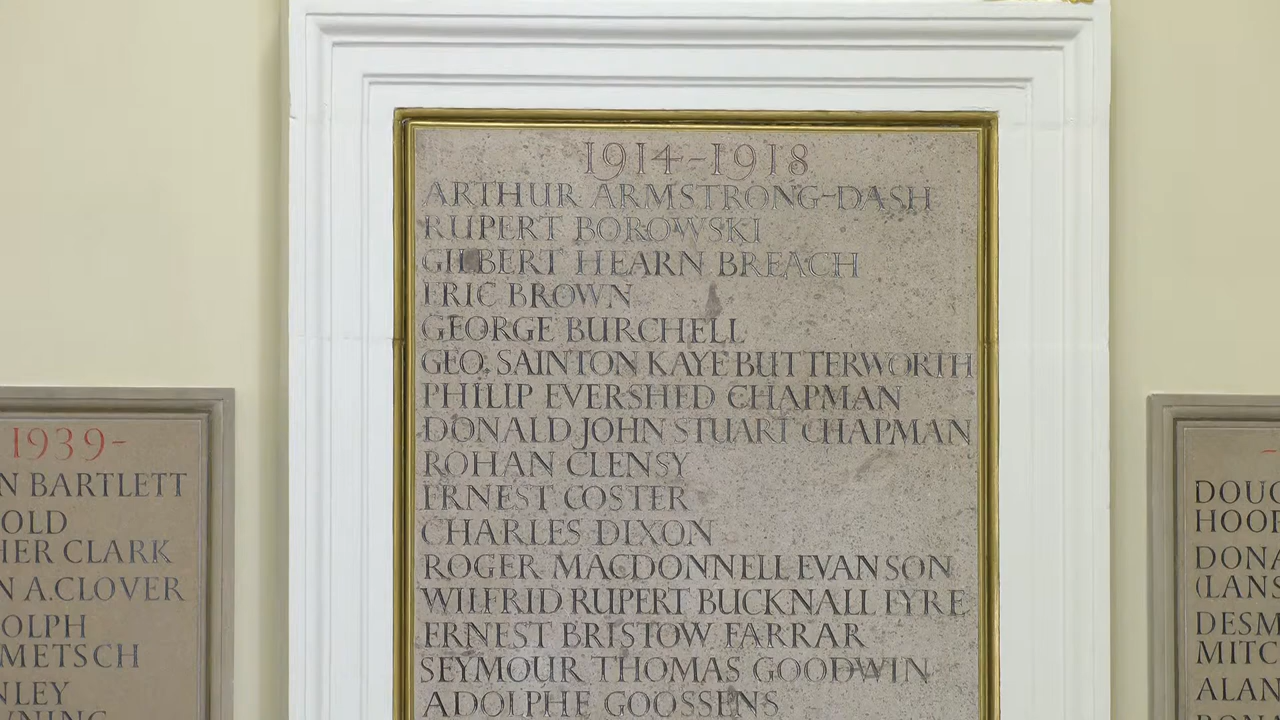 1914-1918
ARTHUR ARMSTRONG-DASH
RUPERT BOROWSKI
GILBERT HEARN BREACH
ERIC BROWN
GEORGE BURCHELL
GEO. SAINTON KAYE BUTTERWORTH
PHILIP EVERSHED CHAPMAN
DONALD JOHN STUART CHAPMAN
ROHAN CLENSY
ERNEST COSTER
CHARLES DIXON
ROGER MACDONNELL EVANSON
WILFRID RUPERT BUCKNALL EYRE
ERNEST BRISTOW FARRAR
SEYMOUR THOMAS GOODWIN
ADOLPHE GOOSSENS
1939-
N BARTLETT
OLD
HER CLARK
N A.CLOVER
OLPH
METSCH
NLEY
WNING
-
DOUG
HOOP
DONA
(LANS
DESM
MITC
ALAN